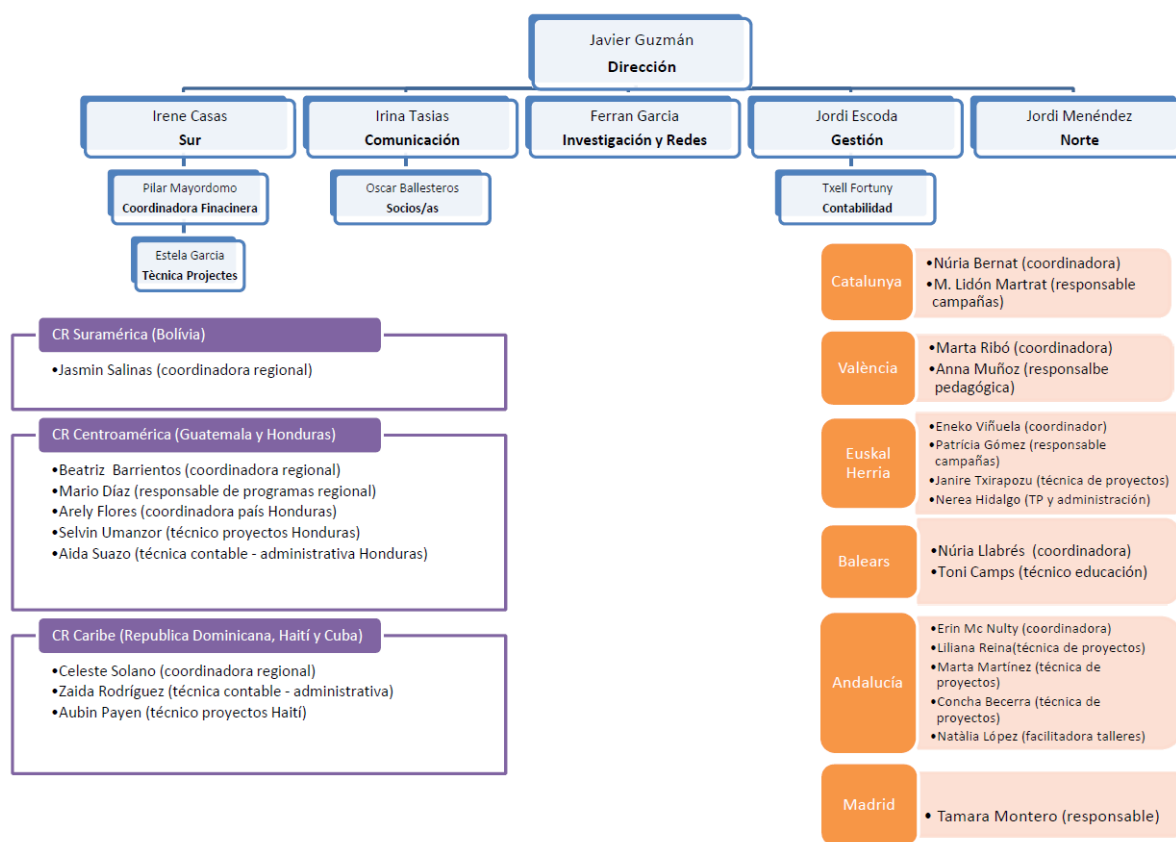 Javier Guzmán
Dirección
Irene Casas
Sur
Irina Tasias
Comunicación
Ferran Garcia
Investigación y Redes
Jordi Escoda
Gestión
Jordi Menéndez
Norte
Pilar Mayordomo
Coordinadora Finacinera
Oscar Ballesteros
Socios/as
Txell Fortuny
Contabilidad
Estela Garcia
Tècnica Projectes
CR Suramérica (Bolívia)
•Jasmin Salinas (coordinadora regional)
CR Centroamérica (Guatemala y Honduras)
•Beatriz Barrientos (coordinadora regional)
•Mario Díaz (responsable de programas regional)
•Arely Flores (coordinadora país Honduras)
•Selvin Umanzor (técnico proyectos Honduras)
•Aida Suazo (técnica contable - administrativa Honduras)
CR Caribe (Republica Dominicana, Haití y Cuba)
•Celeste Solano (coordinadora regional)
•Zaida Rodríguez (técnica contable - administrativa)
•Aubin Payen (técnico proyectos Haití)
Catalunya
•Núria Bernat (coordinadora)
•M. Lidón Martrat (responsable
campañas)
València
•Marta Ribó (coordinadora)
•Anna Muñoz (responsalbe
pedagógica)
Euskal
Herria
•Eneko Viñuela (coordinador)
•Patrícia Gómez (responsable
campañas)
•Janire Txirapozu (técnica de proyectos)
•Nerea Hidalgo (TP y administración)
Balears
•Núria Llabrés (coordinadora)
•Toni Camps (técnico educación)
Andalucía
•Erin Mc Nulty (coordinadora)
•Liliana Reina(técnica de proyectos)
•Marta Martínez (técnica de
proyectos)
•Concha Becerra (técnica de
proyectos)
•Natàlia López (facilitadora talleres)
Madrid
• Tamara Montero (responsable)